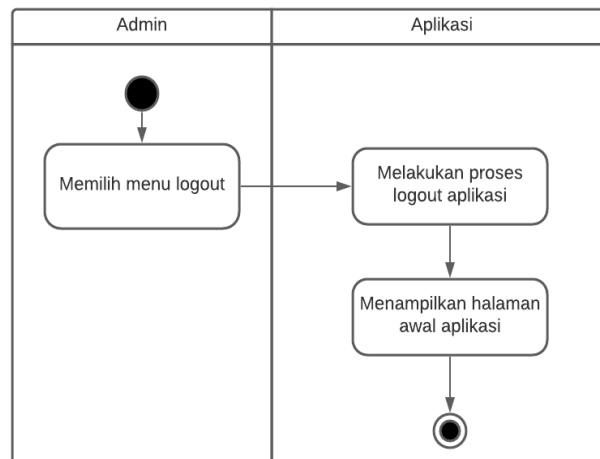 Admin
Aplikasi
Memilih menu logout
Melakukan proses
logout aplikasi
Menampilkan halaman
awal aplikasi